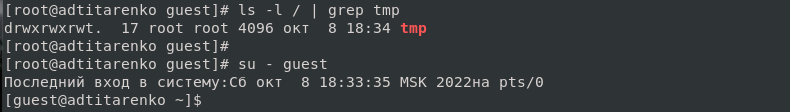 [root@adtitarenko guest]# ls -l / | grep tmp
drwxrwxrwt.  17 root root 4096 окт  8 18:34 tmp
[root@adtitarenko guest]#
[root@adtitarenko guest]# su - guest
Последний вход в систему:Сб окт  8 18:33:35 MSK 2022на pts/0
[guest@adtitarenko ~]$